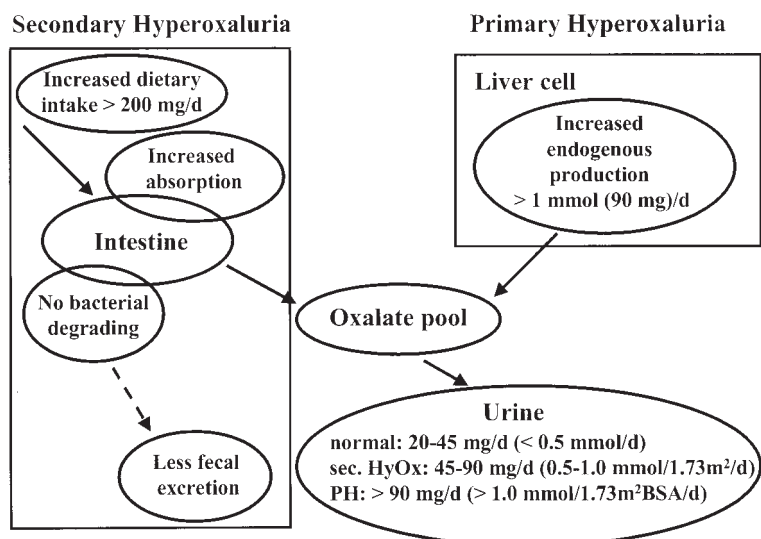 Secondary Hyperoxaluria
Increased dietary
intake > 200 mg/d
Increased
absorption
Intestine
No bacterial
degrading
Less fecal
excretion
Primary Hyperoxaluria
Liver cell
Increased
endogenous
production
> 1 mmol (90 mg)/d
Oxalate pool
Urine
normal: 20-45 mg/d (< 0.5 mmol/d)
sec. HyOx: 45-90 mg/d (0.5-1.0 mmol/1.73m²/d)
PH: > 90 mg/d (> 1.0 mmol/1.73m²BSA/d)